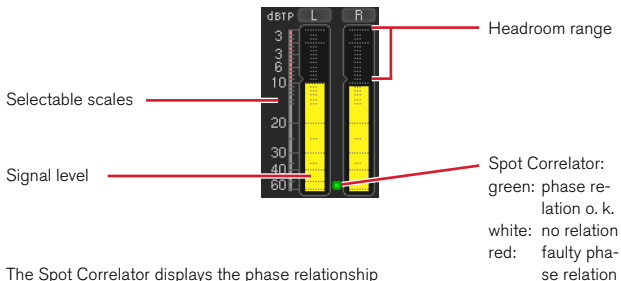 dBTP L R
3
3
6
10
20
30
40
60
Headroom range
Selectable scales
Signal level
Spot Correlator:
green: phase re-
lation o. k.
white: no relation
red: faulty pha-
se relation
The Spot Correlator displays the phase relationship